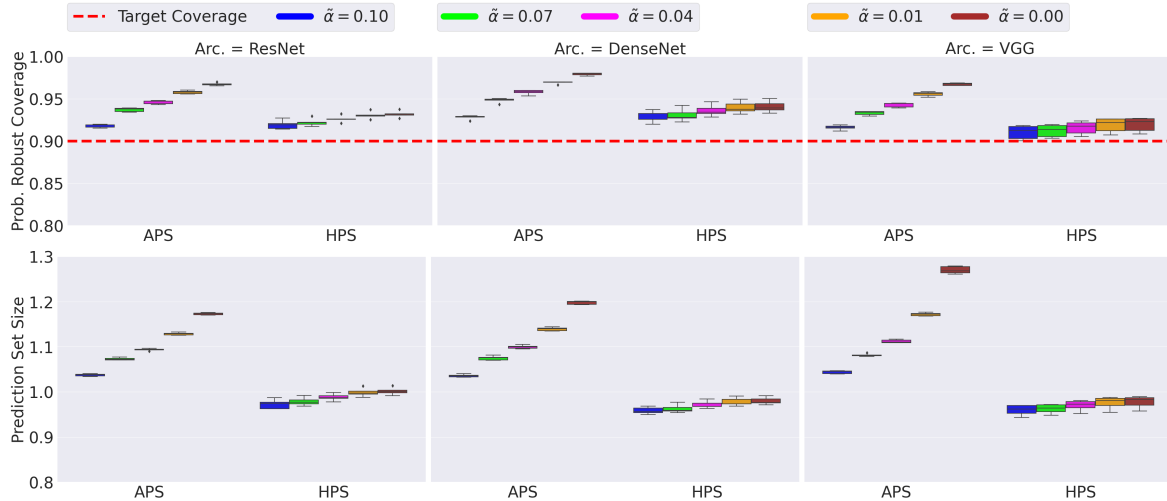 Target Coverage
α̃ = 0.10
α̃ = 0.07
α̃ = 0.04
α̃ = 0.01
α̃ = 0.00
Arc. = ResNet
Arc. = DenseNet
Arc. = VGG
Prob. Robust Coverage
1.00
0.95
0.90
0.85
0.80
APS
HPS
APS
HPS
APS
HPS
Prediction Set Size
1.3
1.2
1.1
1.0
0.9
0.8
APS
HPS
APS
HPS
APS
HPS